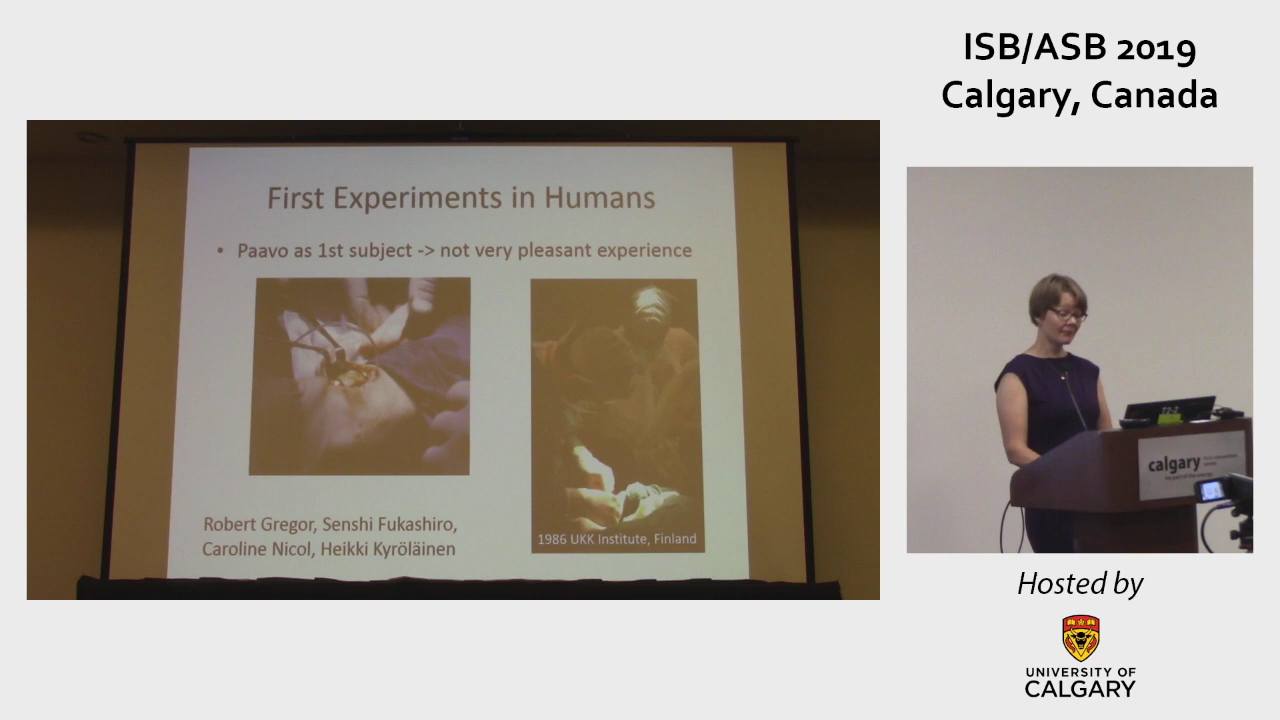 ISB/ASB 2019
Calgary, Canada
First Experiments in Humans
• Paavo as 1st subject -> not very pleasant experience
Robert Gregor, Senshi Fukashiro,
Caroline Nicol, Heikki Kyröläinen
1986 UKK Institute, Finland
calgary
Hosted by
UNIVERSITY OF
CALGARY